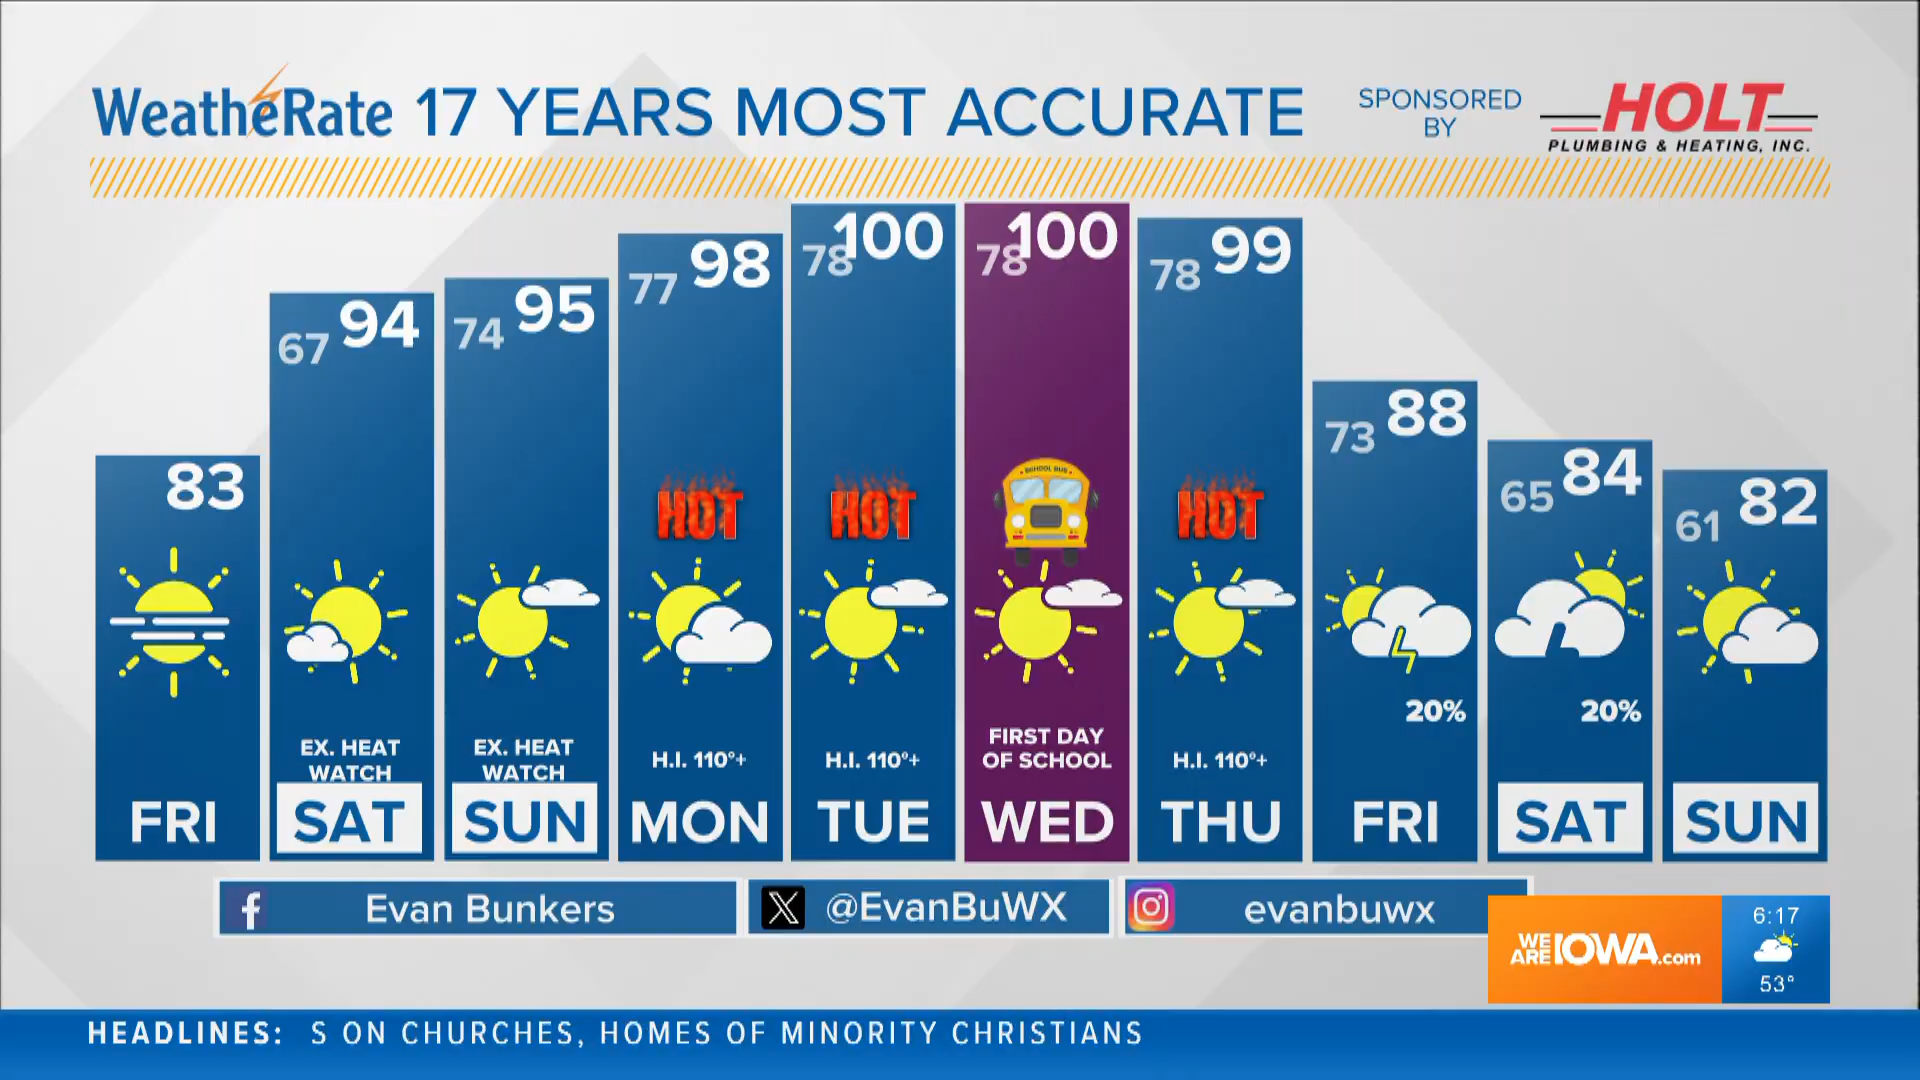 WeatheRate 17 YEARS MOST ACCURATE
SPONSORED
BY
HOLT
PLUMBING & HEATING, INC.
83
FRI
67 94
EX. HEAT
WATCH
SAT
74 95
EX. HEAT
WATCH
SUN
77 98
HOT
H.I. 110°+
MON
78 100
HOT
H.I. 110°+
TUE
78 100
SCHOOL BUS
FIRST DAY
OF SCHOOL
WED
78 99
HOT
H.I. 110°+
THU
73 88
20%
FRI
65 84
20%
SAT
61 82
SUN
f Evan Bunkers
X @EvanBuWX
evanbuwx
WE
ARE IOWA.com
6:17
53°
HEADLINES: S ON CHURCHES, HOMES OF MINORITY CHRISTIANS